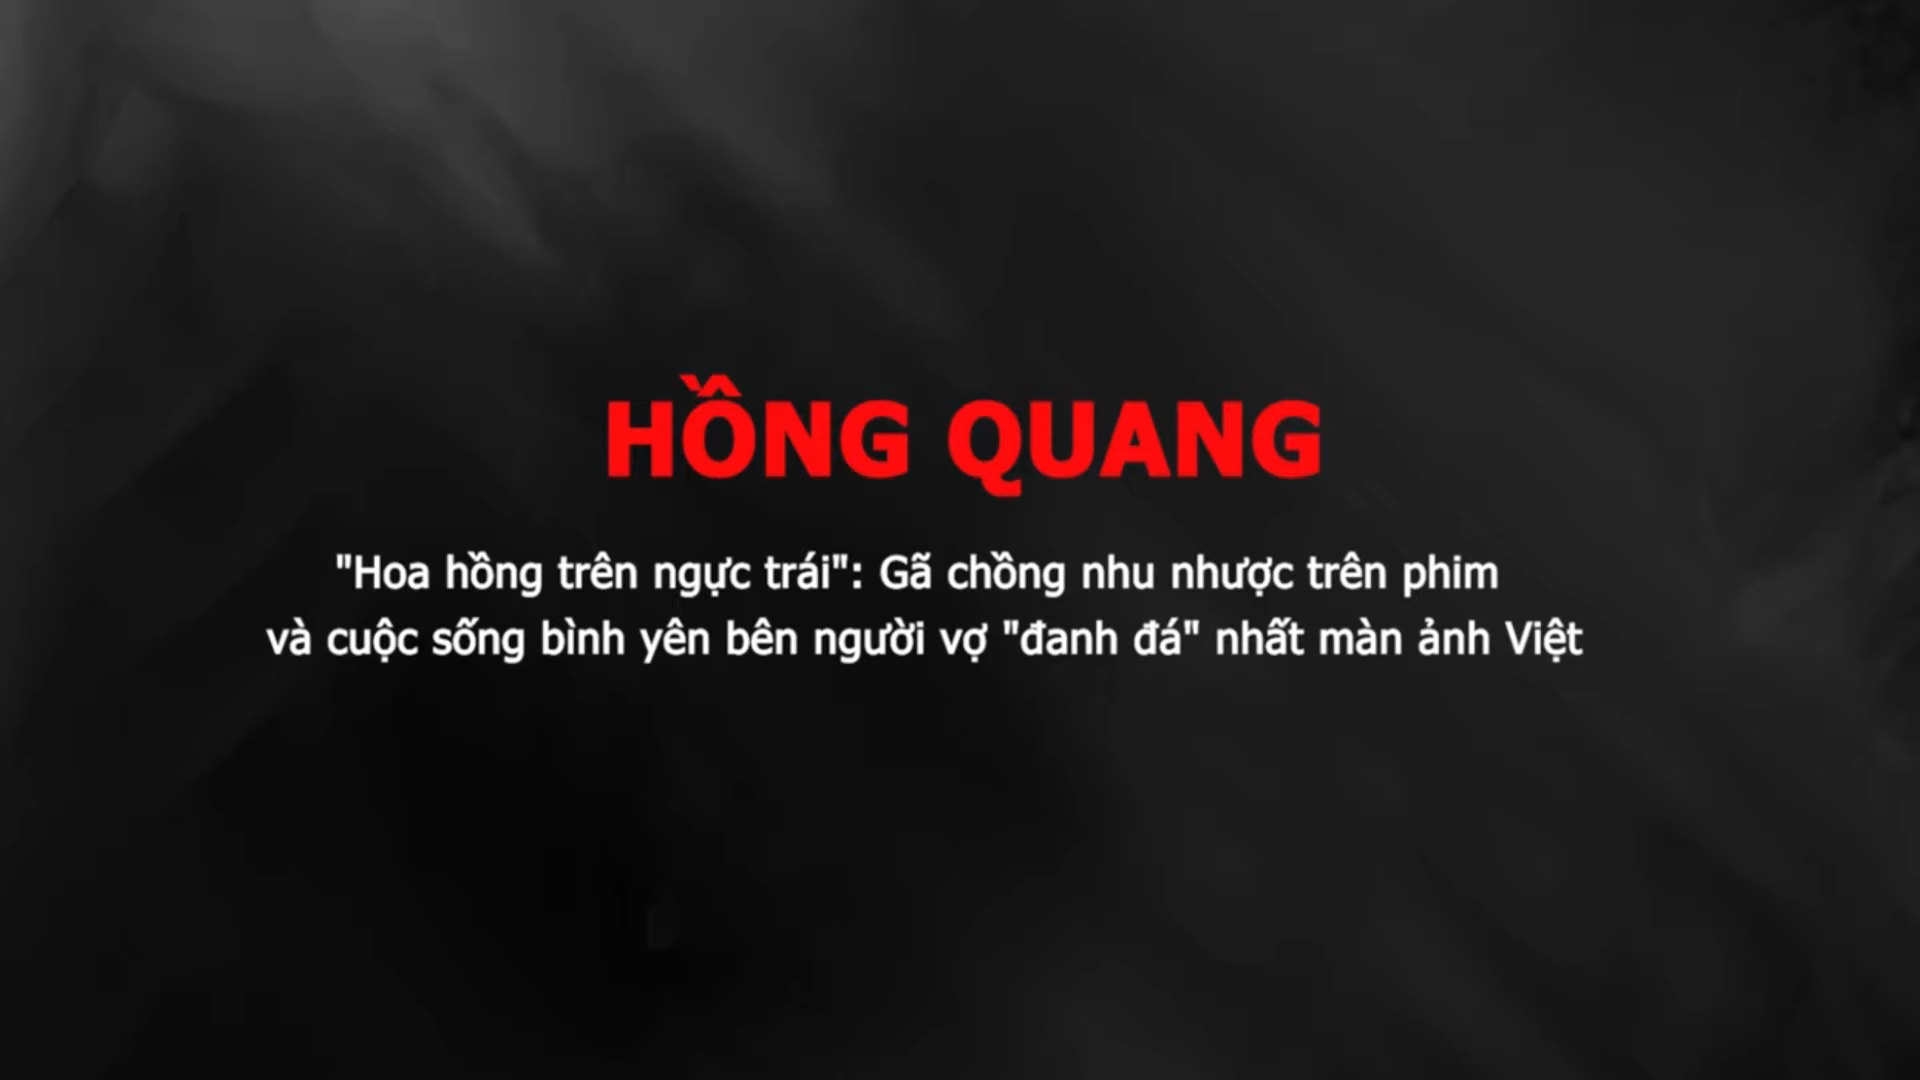 HỒNG QUANG
"Hoa hồng trên ngực trái": Gã chồng nhu nhược trên phim
và cuộc sống bình yên bên người vợ "đanh đá" nhất màn ảnh Việt